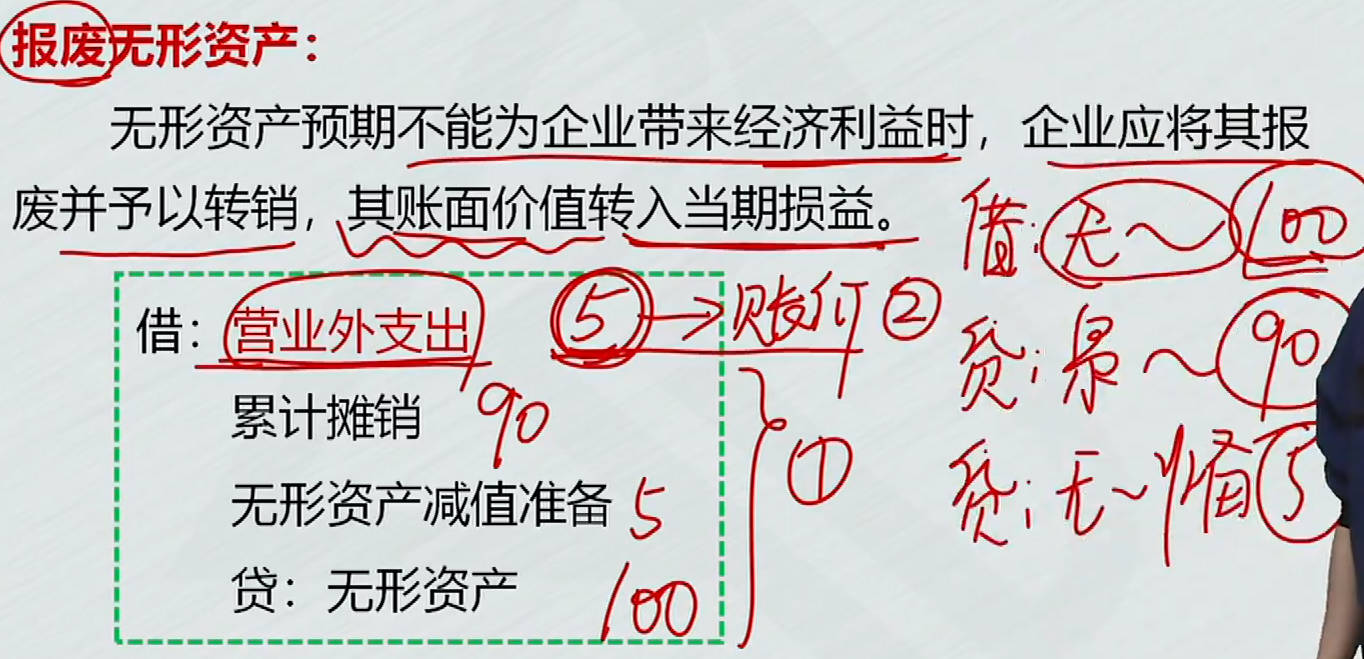 报废无形资产：
无形资产预期不能为企业带来经济利益时，企业应将其报
废并予以转销，其账面价值转入当期损益。
借：营业外支出 5→账价②
累计摊销 90
无形资产减值准备 5
贷：无形资产 100
①
借：无～ 100
贷：累～ 90
贷：无～准备 5